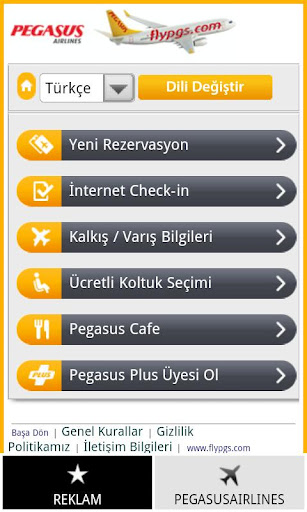 PEGASUS
AIRLINES
flypgs.com
Türkçe
Dili Değiştir
Yeni Rezervasyon
İnternet Check-in
Kalkış / Varış Bilgileri
Ücretli Koltuk Seçimi
Pegasus Cafe
PLUS
Pegasus Plus Üyesi Ol
Başa Dön | Genel Kurallar | Gizlilik
Politikamız | İletişim Bilgileri | www.flypgs.com
REKLAM
PEGASUSAIRLINES